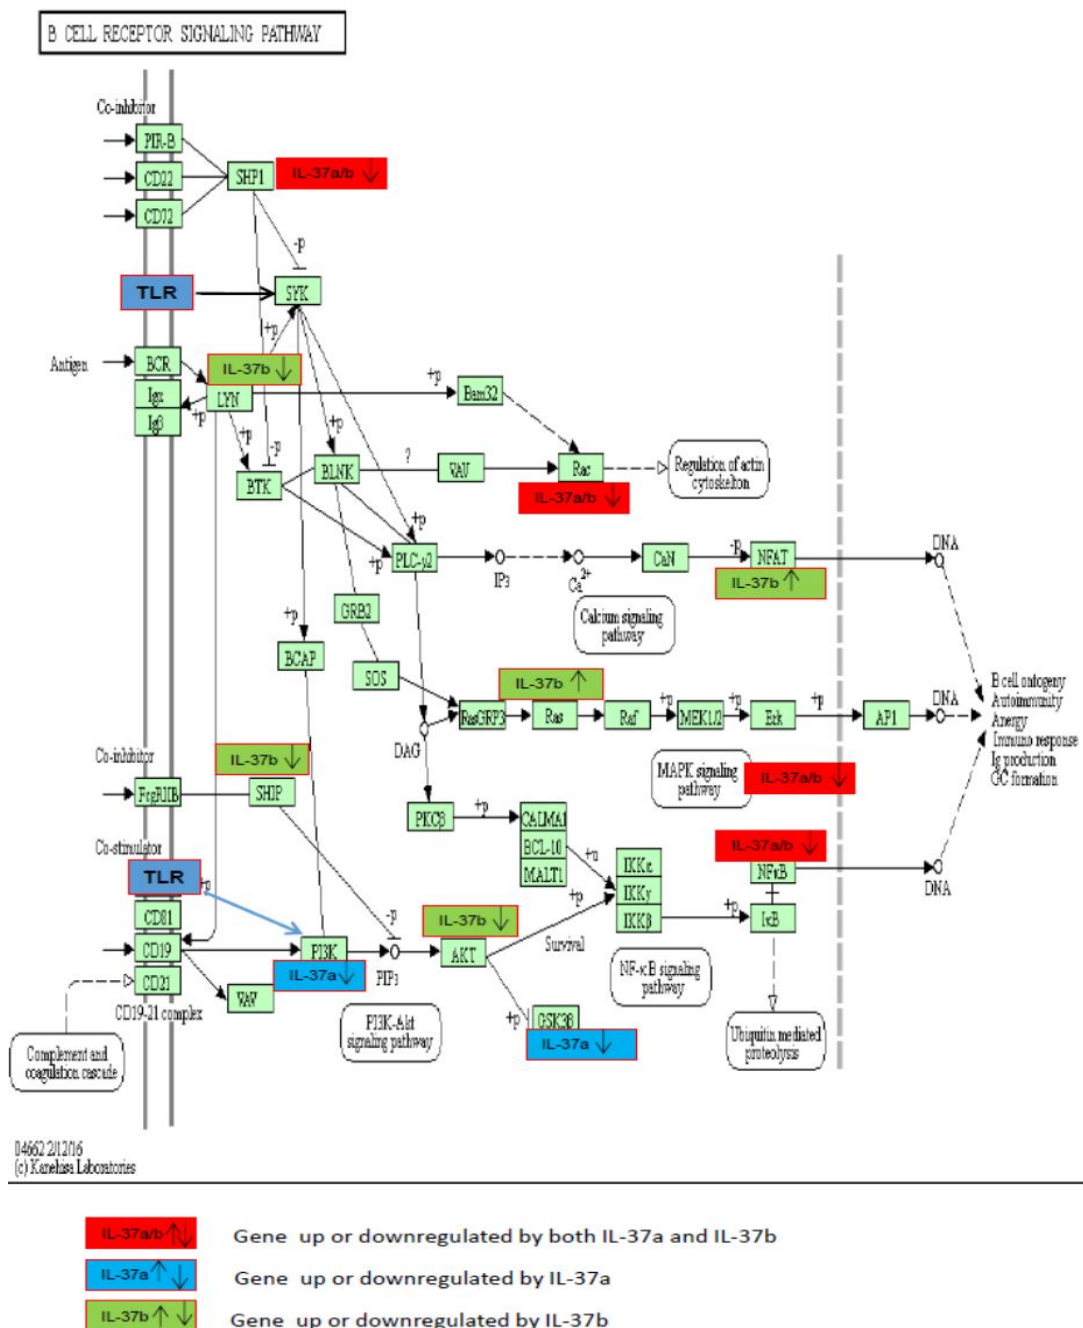 B CELL RECEPTOR SIGNALING PATHWAY
Co-inhibitor
PIR-B
CD22
SHP1
IL-37a/b ↓
CD72
-p
TLR
SYK
+p
Antigen
BCR
IL-37b ↓
+p
Igα
LYN
Bam32
Igβ
+p
+p
-p
+p
?
BTK
BLNK
VAV
Rac
Regulation of actin
cytoskelton
IL-37a/b ↓
+p
+p
PLC-γ2
IP3
Ca2+
CaN
-p
NFAT
DNA
IL-37b ↑
Calcium signaling
pathway
GRB2
+p
BCAP
SOS
IL-37b ↑
RasGRP3
Ras
Raf
+p
MEK1/2
+p
Erk
+p
AP1
DNA
B cell ontogeny
Autoimmunity
Anergy
Immuno response
Ig production
GC formation
DAG
MAPK signaling
pathway
IL-37a/b ↓
Co-inhibitor
IL-37b ↓
FcgRIIB
SHIP
PKCβ
+p
CALMA1
BCL-10
MALT1
+u
IL-37a/b ↓
NFκB
DNA
Co-stimulator
TLR
+p
IKKα
IKKγ
IKKβ
+p
+p
IκB
CD81
-p
IL-37b ↓
Survival
CD19
PI3K
PIP3
AKT
IL-37a ↓
CD21
VAV
CD19-21 complex
NF-κB signaling
pathway
PI3K-Akt
signaling pathway
+p
GSK3β
IL-37a ↓
Ubiquitin mediated
proteolysis
Complement and
coagulation cascade
04662 2/12/16
(c) Kanehisa Laboratories
IL-37a/b ↑↓ Gene up or downregulated by both IL-37a and IL-37b
IL-37a ↑ ↓ Gene up or downregulated by IL-37a
IL-37b ↑ ↓ Gene up or downregulated by IL-37b